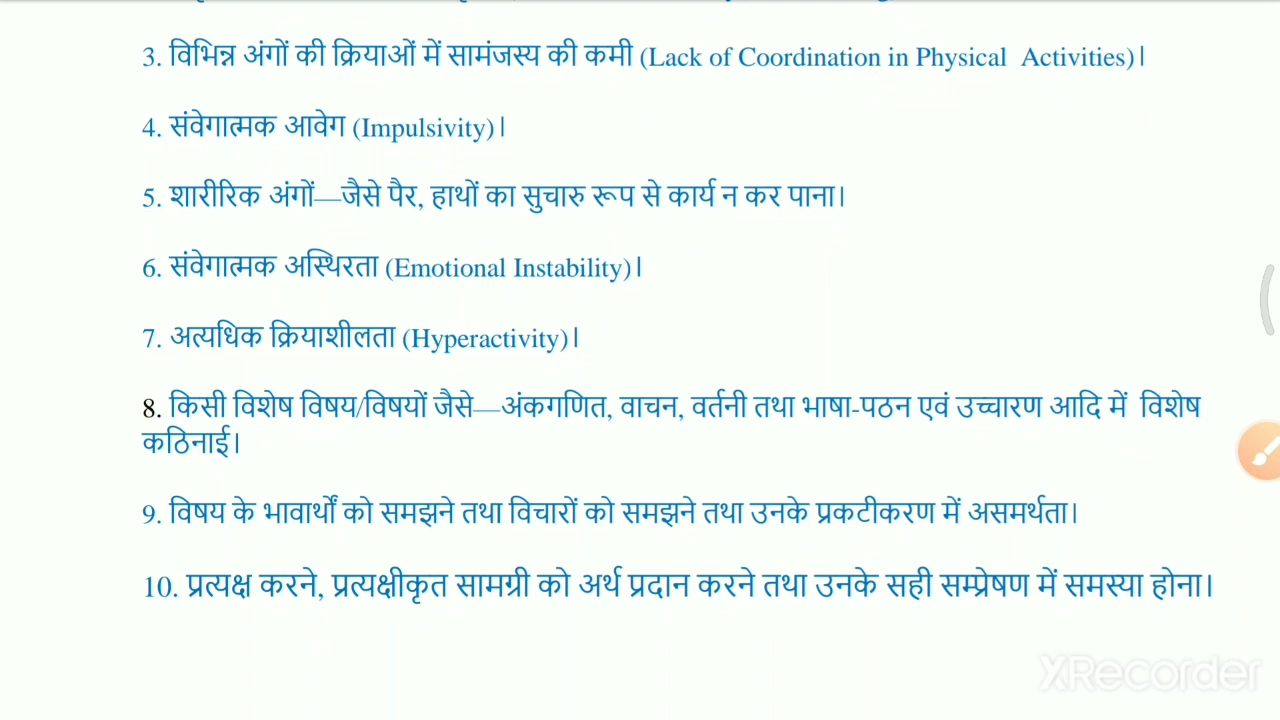 3. विभिन्न अंगों की क्रियाओं में सामंजस्य की कमी (Lack of Coordination in Physical Activities)।
4. संवेगात्मक आवेग (Impulsivity)।
5. शारीरिक अंगों—जैसे पैर, हाथों का सुचारु रूप से कार्य न कर पाना।
6. संवेगात्मक अस्थिरता (Emotional Instability)।
7. अत्यधिक क्रियाशीलता (Hyperactivity)।
8. किसी विशेष विषय/विषयों जैसे—अंकगणित, वाचन, वर्तनी तथा भाषा-पठन एवं उच्चारण आदि में विशेष
कठिनाई।
9. विषय के भावार्थों को समझने तथा विचारों को समझने तथा उनके प्रकटीकरण में असमर्थता।
10. प्रत्यक्ष करने, प्रत्यक्षीकृत सामग्री को अर्थ प्रदान करने तथा उनके सही सम्प्रेषण में समस्या होना।
XRecorder